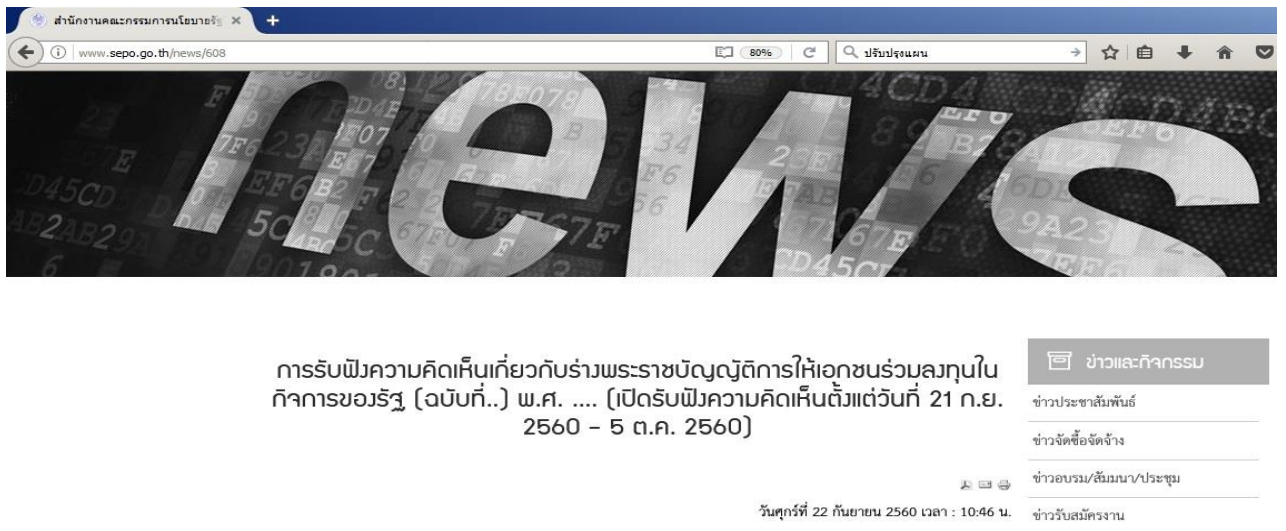 สำนักงานคณะกรรมการนโยบายรัฐ
www.sepo.go.th/news/608
80%
ปรับปรุงแผน
news
การรับฟังความคิดเห็นเกี่ยวกับร่างพระราชบัญญัติการให้เอกชนร่วมลงทุนใน
กิจการของรัฐ (ฉบับที่..) พ.ศ. .... (เปิดรับฟังความคิดเห็นตั้งแต่วันที่ 21 ก.ย.
2560 - 5 ต.ค. 2560)
วันศุกร์ที่ 22 กันยายน 2560 เวลา : 10:46 น.
ข่าวและกิจกรรม
ข่าวประชาสัมพันธ์
ข่าวจัดซื้อจัดจ้าง
ข่าวอบรม/สัมมนา/ประชุม
ข่าวรับสมัครงาน